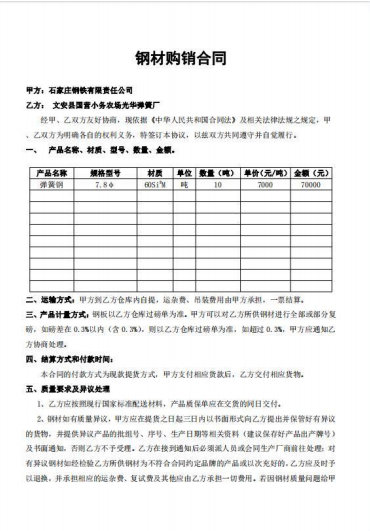 钢材购销合同
甲方：石家庄钢铁有限责任公司
乙方： 文安县国营小务农场光华弹簧厂
经甲、乙双方友好协商，现依据《中华人民共和国合同法》及相关法律法规之规定，甲
、乙双方为明确各自的权利义务，特签订本协议，以兹双方共同遵守并自觉履行。
一、 产品名称、材质、型号、数量、金额。
产品名称 规格型号 材质 单位 数量（吨） 单价(元/吨) 金额（元）
弹簧钢 7.8φ 60Si²M 吨 10 7000 70000
二、运输方式：甲方到乙方仓库内自提，运杂费、吊装费用由甲方承担，一票结算。
三、产品计量方式：钢板以乙方仓库过磅单为准。甲方可以对乙方所供钢材进行全部或部分复
磅，如磅差在 0.3%以内（含 0.3%），则以乙方仓库过磅单为准，如超过 0.3%，甲方应通知乙
方协商处理。
四、结算方式和付款时间：
本合同的付款方式为现款提货方式，甲方支付相应货款后，乙方交付相应货物。
五、质量要求及异议处理
1、乙方应按照现行国家标准配送材料，产品质保单应在交货的同日交付。
2、钢材如有质量异议，甲方应在提货之日起三日内以书面形式向乙方提出并保管好有异议
的货物，并提供异议产品的批组号、序号、生产日期等相关资料（建议保存好产品出产牌号）
及书面通知，否则乙方不予受理。乙方在接到通知后必须派人员或会同生产厂商前往处理；对
有异议钢材如经检验乙方所供钢材为不符合合同约定品牌的产品或以次充好的，乙方应及时予
以退换，并承担相应的运杂费、复试费及其他应由乙方承担一切费用。若因钢材质量问题给甲